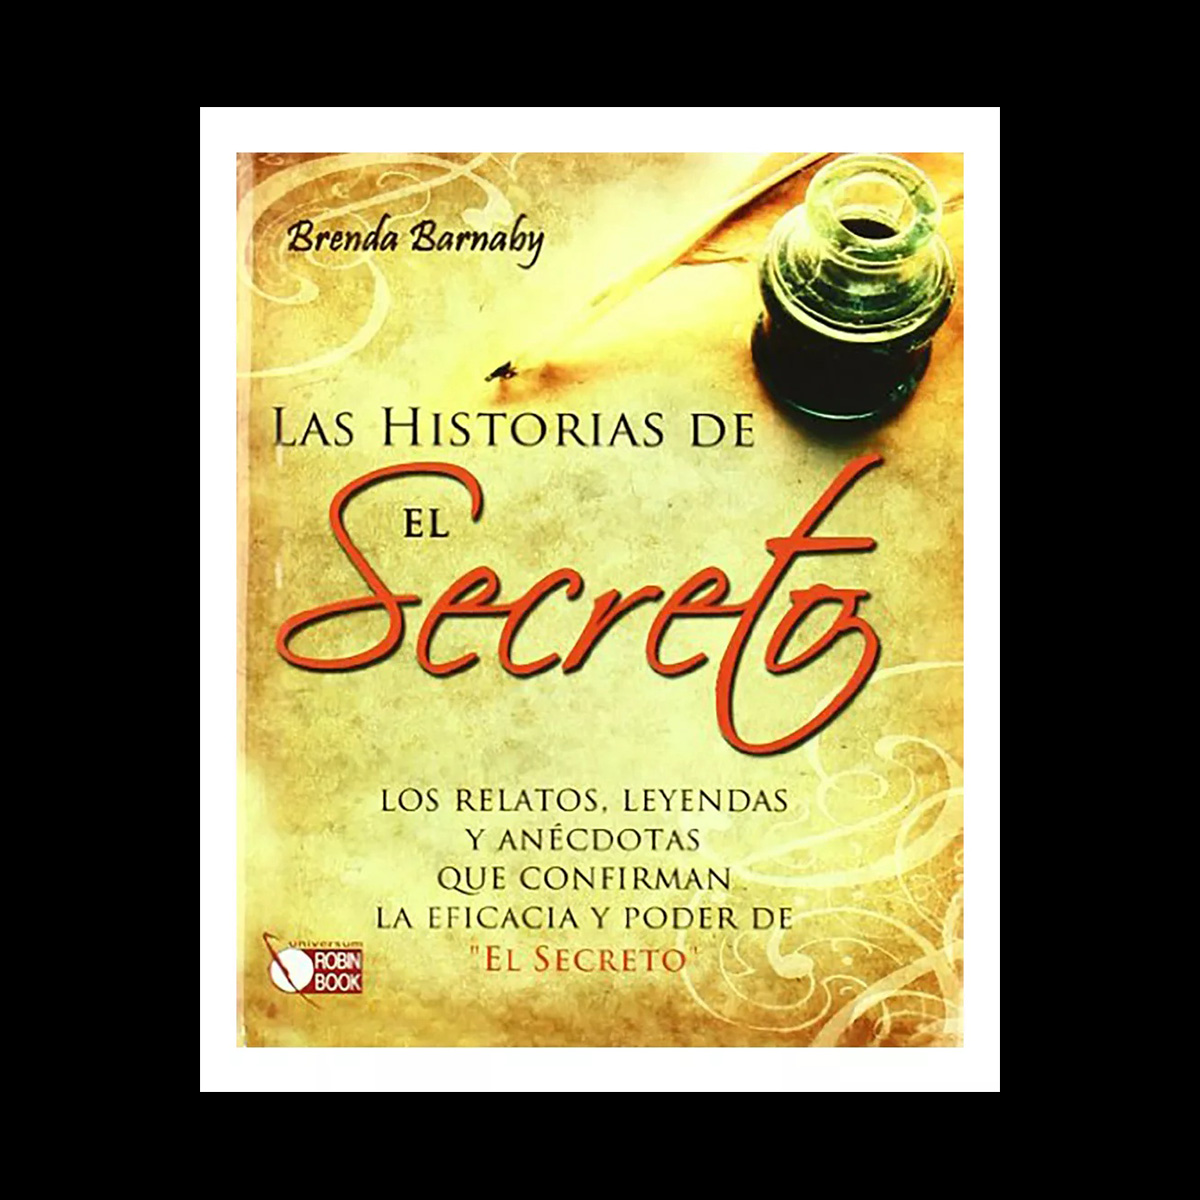 Brenda Barnaby
LAS HISTORIAS DE
EL
Secreto
LOS RELATOS, LEYENDAS
Y ANÉCDOTAS
QUE CONFIRMAN
LA EFICACIA Y PODER DE
"EL SECRETO"
universum
ROBIN
BOOK